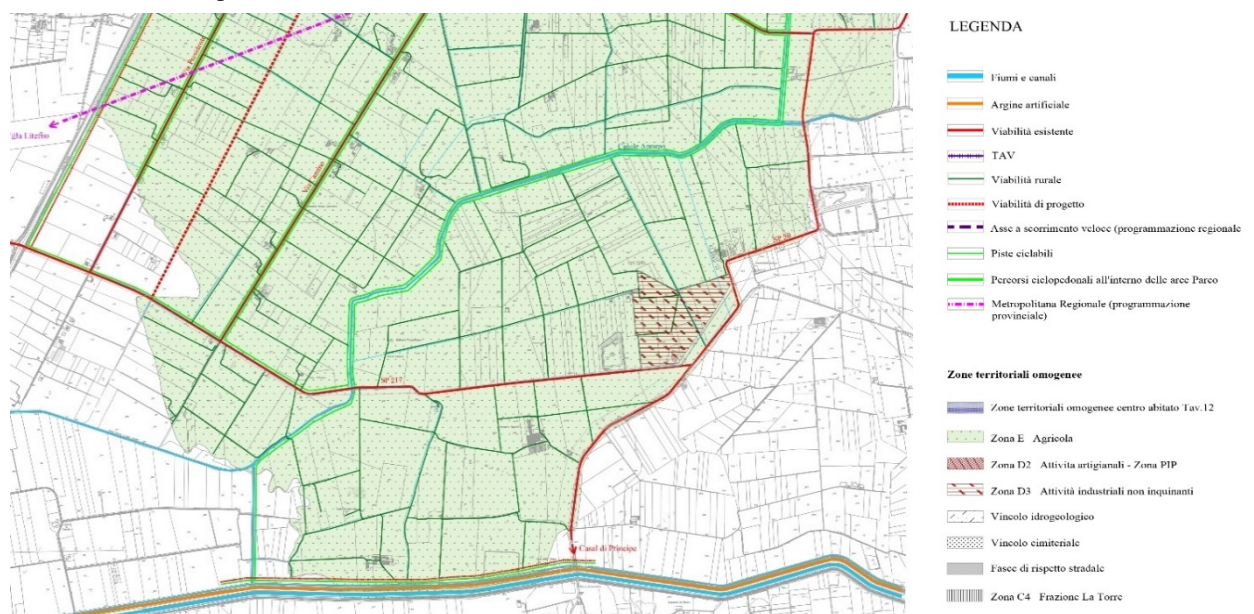 LEGENDA
Fiumi e canali
Argine artificiale
Viabilità esistente
TAV
Viabilità rurale
Viabilità di progetto
Asse a scorrimento veloce (programmazione regionale
Piste ciclabili
Percorsi ciclopedonali all'interno delle aree Parco
Metropolitana Regionale (programmazione
provinciale)
Zone territoriali omogenee
Zone territoriali omogenee centro abitato Tav.12
Zona E Agricola
Zona D2 Attivita artigianali - Zona PIP
Zona D3 Attività industriali non inquinanti
Vincolo idrogeologico
Vincolo cimiteriale
Fasce di rispetto stradale
Zona C4 Frazione La Torre
SP 217
Casal di Principe